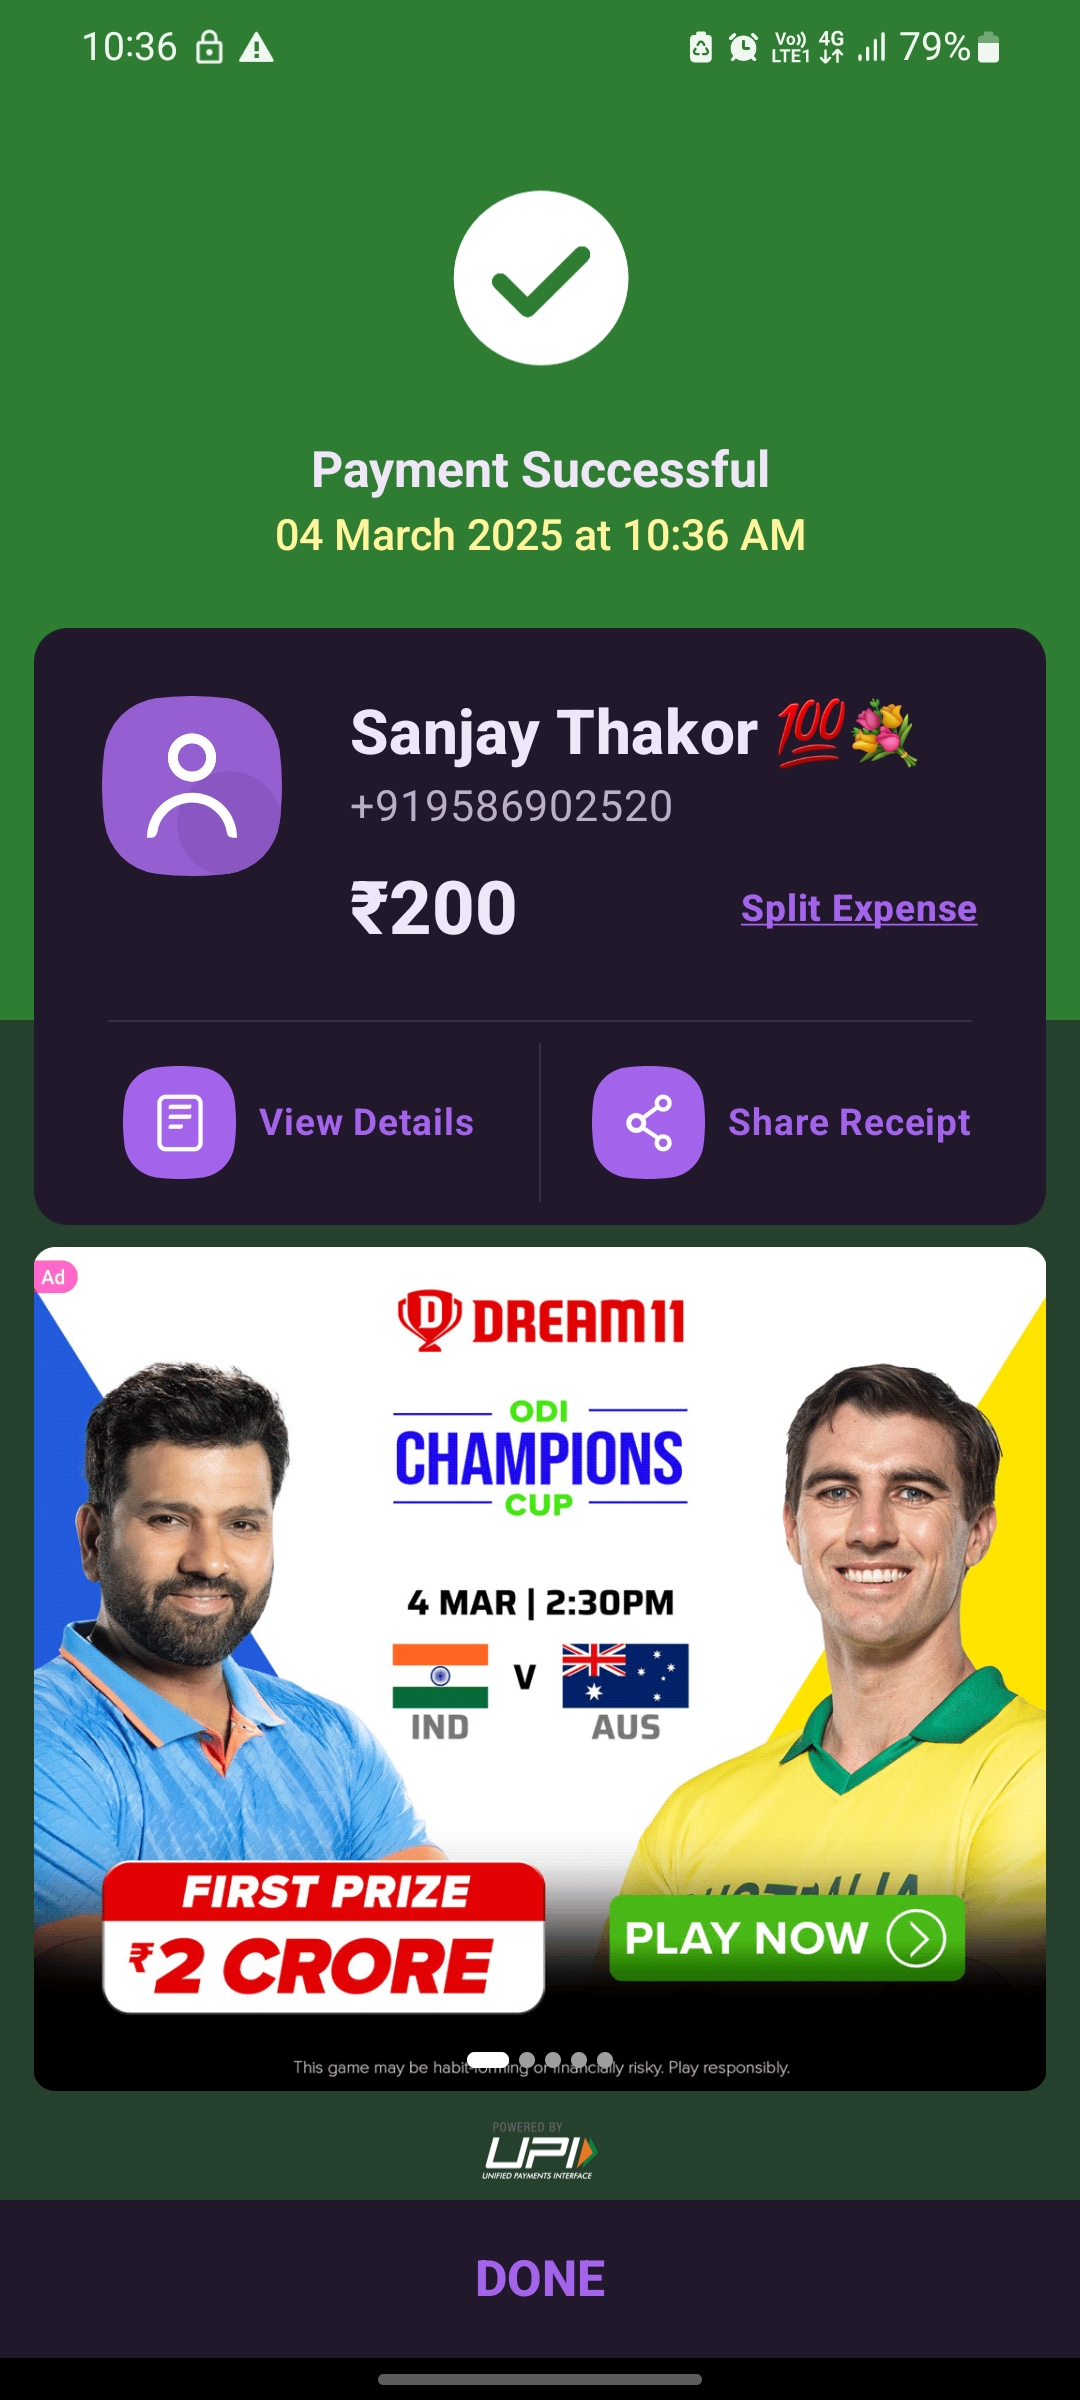 10:36
Vo)) 4G
LTE1 79%
Payment Successful
04 March 2025 at 10:36 AM
Sanjay Thakor 💯💐
+919586902520
₹200
Split Expense
View Details
Share Receipt
Ad
D DREAM11
ODI
CHAMPIONS
CUP
4 MAR | 2:30PM
V
IND
AUS
AUSTRALIA
FIRST PRIZE
₹2 CRORE
PLAY NOW
This game may be habit-forming or financially risky. Play responsibly.
POWERED BY
UPI
UNIFIED PAYMENTS INTERFACE
DONE